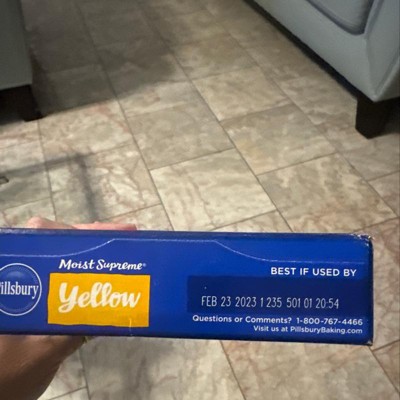 Pillsbury
Moist Supreme®
Yellow
BEST IF USED BY
FEB 23 2023 1 235 501 01 20:54
Questions or Comments? 1-800-767-4466
Visit us at PillsburyBaking.com